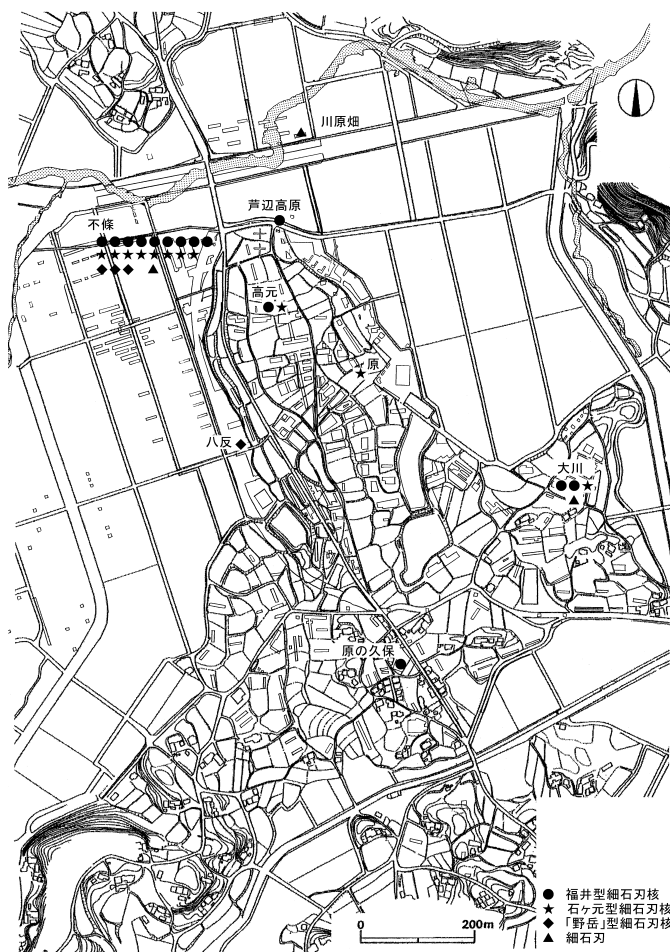 川原畑
芦辺高原
不條
高元
原
八反
大川
原の久保
0 200m
● 福井型細石刃核
★ 石ヶ元型細石刃核
◆ 「野岳」型細石刃核
▲ 細石刃